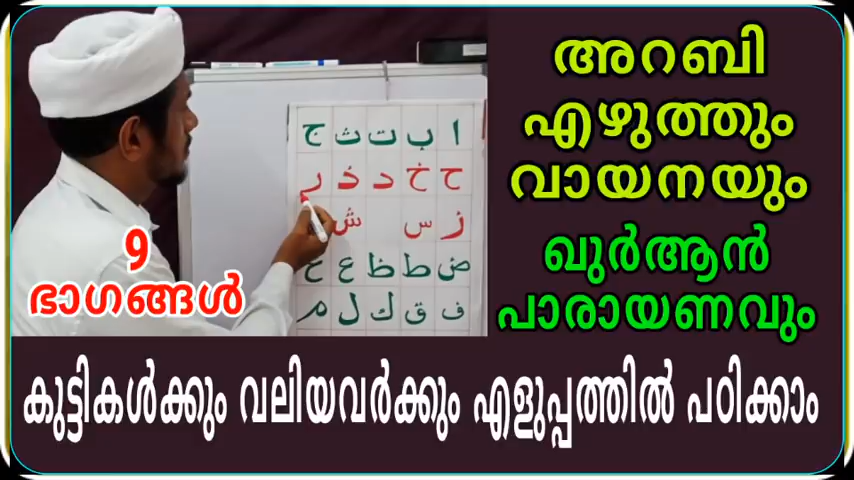 അറബി
എഴുത്തും
വായനയും
ഖുർആൻ
പാരായണവും
9
ഭാഗങ്ങൾ
കുട്ടികൾക്കും വലിയവർക്കും എളുപ്പത്തിൽ പഠിക്കാം
ا ب ت ث ج
ح خ د ذ ر
ز س ش
ض ط ظ ع غ
ف ق ك ل م